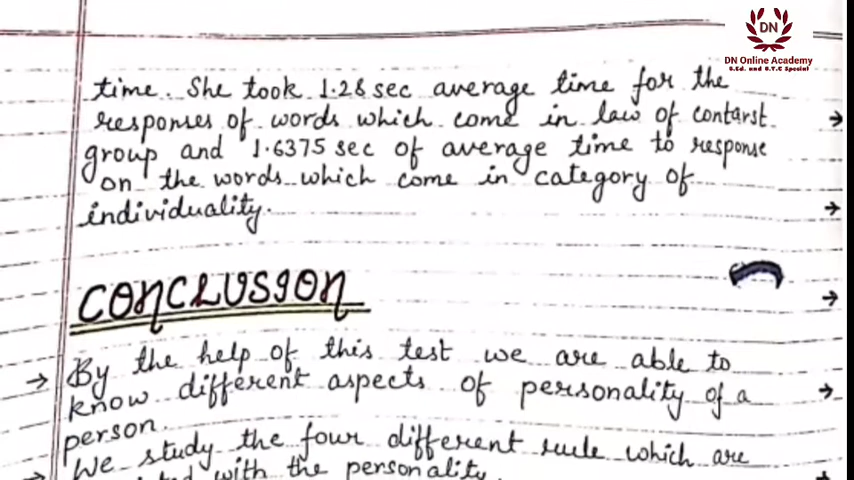 DN
DN Online Academy
B.Ed. and B.T.C Special
time. She took 1.28 sec average time for the
responses of words which come in law of contarst
group and 1.6375 sec of average time to response
on the words which come in category of
individuality.
CONCLUSION
→ By the help of this test we are able to
know different aspects of personality of a
person.
We study the four different rule which are
with the personality.